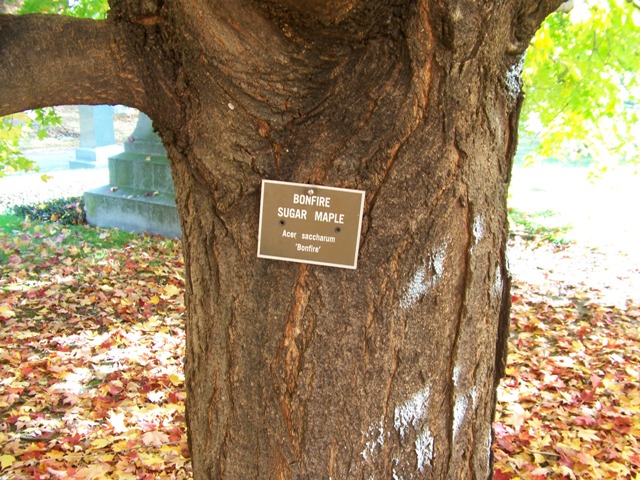 BONFIRE
SUGAR MAPLE
Acer saccharum
'Bonfire'